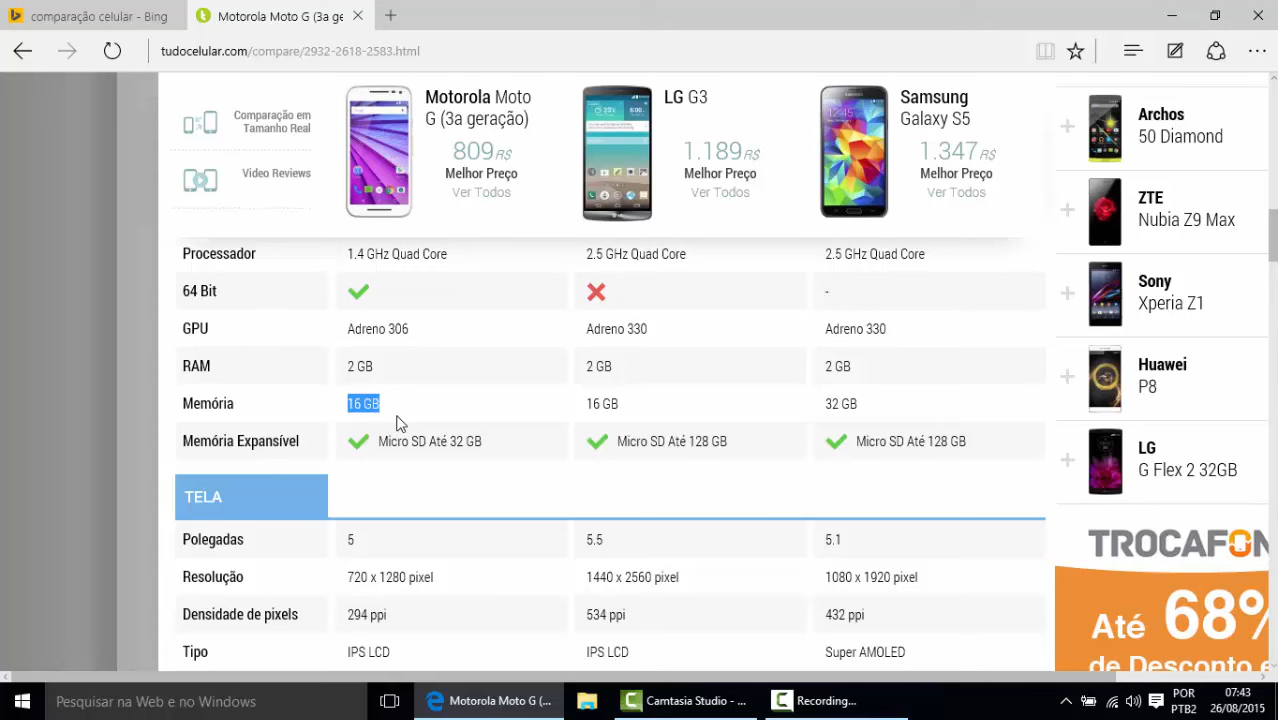 comparação celular - Bing
Motorola Moto G (3a ge
tudocelular.com/compare/2932-2618-2583.html
Comparação em
Tamanho Real
Video Reviews
Motorola Moto
G (3a geração)
809R$
Melhor Preço
Ver Todos
LG G3
1.189R$
Melhor Preço
Ver Todos
Samsung
Galaxy S5
1.347R$
Melhor Preço
Ver Todos
Processador 1.4 GHz Quad Core 2.5 GHz Quad Core 2.5 GHz Quad Core
64 Bit -
GPU Adreno 306 Adreno 330 Adreno 330
RAM 2 GB 2 GB 2 GB
Memória 16 GB 16 GB 32 GB
Memória Expansível Micro SD Até 32 GB Micro SD Até 128 GB Micro SD Até 128 GB
TELA
Polegadas 5 5.5 5.1
Resolução 720 x 1280 pixel 1440 x 2560 pixel 1080 x 1920 pixel
Densidade de pixels 294 ppi 534 ppi 432 ppi
Tipo IPS LCD IPS LCD Super AMOLED
Archos
50 Diamond
ZTE
Nubia Z9 Max
Sony
Xperia Z1
Huawei
P8
LG
G Flex 2 32GB
TROCAFON
Até 68%
de Desconto e
Pesquisar na Web e no Windows
Motorola Moto G (...
Camtasia Studio - ...
Recording...
POR
PTB2
07:43
26/08/2015